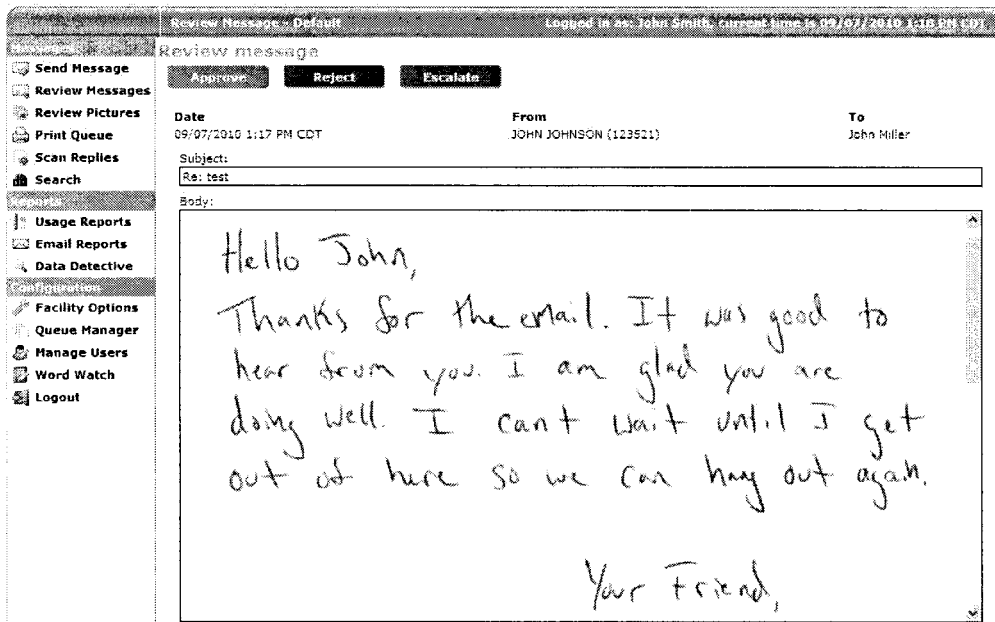 Review Message - Default
Logged in as: John Smith, current time is 09/07/2010 1:18 PM CDT
Messages
Review message
Send Message
Review Messages
Review Pictures
Print Queue
Scan Replies
Search
Reports
Usage Reports
Email Reports
Data Detective
Configuration
Facility Options
Queue Manager
Manage Users
Word Watch
Logout
Approve
Reject
Escalate
Date
From
To
09/07/2010 1:17 PM CDT
JOHN JOHNSON (123521)
John Miller
Subject:
Re: test
Body:
Hello John,
Thanks for the email. It was good to
hear from you. I am glad you are
doing well. I can't wait until I get
out of here so we can hang out again.
Your Friend,